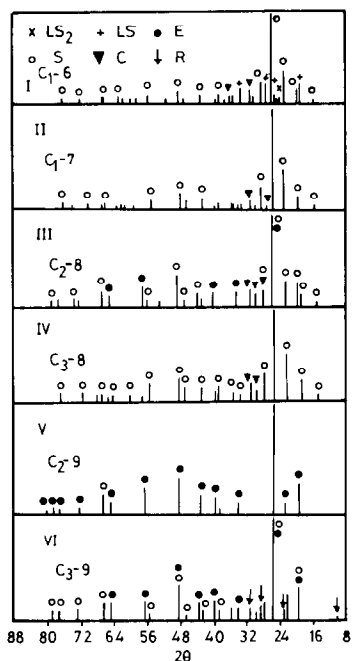 x LS₂ + LS ● E
○ S ▼ C ↓ R
I C₁-6
II
C₁-7
III
C₂-8
IV
C₃-8
V
C₂-9
VI
C₃-9
88 80 72 64 56 48 40 32 24 16 8
2θ